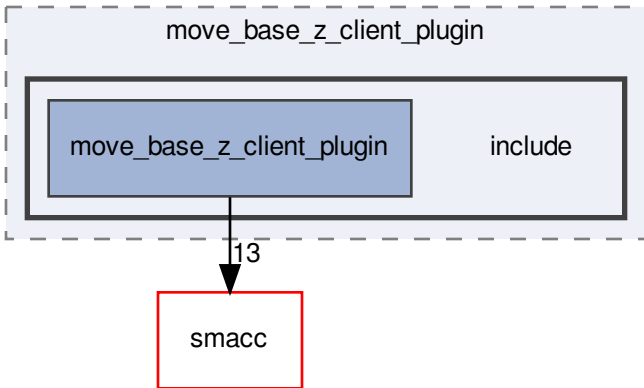 move_base_z_client_plugin
move_base_z_client_plugin
include
13
smacc